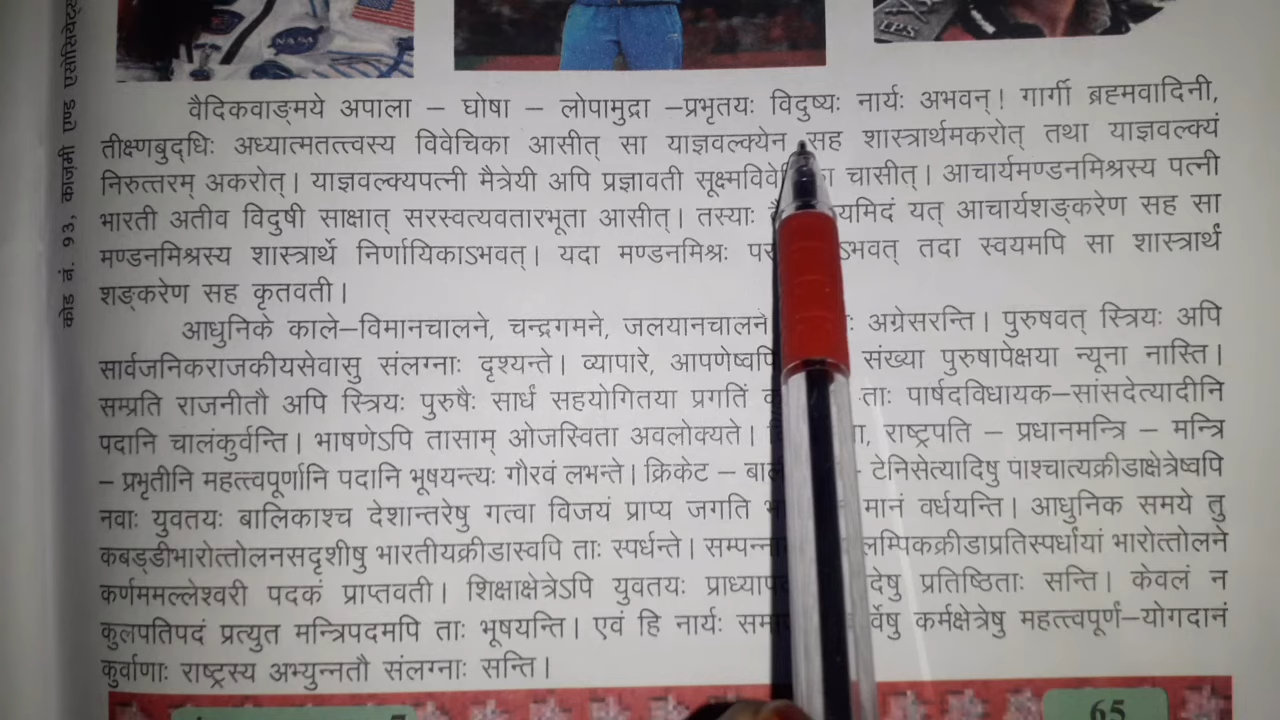 NASA
IPS
कोड नं. 93, काज़मी एण्ड एसोसियेट्स
वैदिकवाङ्मये अपाला – घोषा – लोपामुद्रा –प्रभृतयः विदुष्यः नार्यः अभवन्! गार्गी ब्रह्मवादिनी,
तीक्ष्णबुद्धिः अध्यात्मतत्त्वस्य विवेचिका आसीत् सा याज्ञवल्क्येन सह शास्त्रार्थमकरोत् तथा याज्ञवल्क्यं
निरुत्तरम् अकरोत्। याज्ञवल्क्यपत्नी मैत्रेयी अपि प्रज्ञावती चासीत्। आचार्यमण्डनमिश्रस्य पत्नी
भारती अतीव विदुषी साक्षात् सरस्वत्यवतारभूता आसीत्। तस्याः यत् आचार्यशङ्करेण सह सा
मण्डनमिश्रस्य शास्त्रार्थे निर्णायिकाऽभवत्। यदा मण्डनमिश्रः तदा स्वयमपि सा शास्त्रार्थं
शङ्करेण सह कृतवती।
आधुनिके काले–विमानचालने, चन्द्रगमने, जलयानचालने अग्रेसरन्ति। पुरुषवत् स्त्रियः अपि
सार्वजनिकराजकीयसेवासु संलग्नाः दृश्यन्ते। व्यापारे, आपणेष्वपि संख्या पुरुषापेक्षया न्यूना नास्ति।
सम्प्रति राजनीतौ अपि स्त्रियः पुरुषैः सार्धं सहयोगितया प्रगतिं ताः पार्षदविधायक–सांसदेत्यादीनि
पदानि चालंकुर्वन्ति। भाषणेऽपि तासाम् ओजस्विता अवलोक्यते। राष्ट्रपति – प्रधानमन्त्रि – मन्त्रि
– प्रभृतीनि महत्त्वपूर्णानि पदानि भूषयन्त्यः गौरवं लभन्ते। क्रिकेट – – टेनिसेत्यादिषु पाश्चात्यक्रीडाक्षेत्रेष्वपि
नवाः युवतयः बालिकाश्च देशान्तरेषु गत्वा विजयं प्राप्य जगति मानं वर्धयन्ति। आधुनिक समये तु
कबड्डीभारोत्तोलनसदृशीषु भारतीयक्रीडास्वपि ताः स्पर्धन्ते। भारोत्तोलने
कर्णममल्लेश्वरी पदकं प्राप्तवती। शिक्षाक्षेत्रेऽपि युवतयः प्रतिष्ठिताः सन्ति। केवलं न
कुलपतिपदं प्रत्युत मन्त्रिपदमपि ताः भूषयन्ति। एवं हि नार्यः कर्मक्षेत्रेषु महत्त्वपूर्ण–योगदानं
कुर्वाणाः राष्ट्रस्य अभ्युन्नतौ संलग्नाः सन्ति।
65